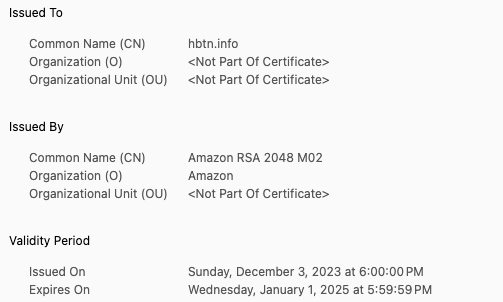 Issued To
Common Name (CN) hbtn.info
Organization (O) <Not Part Of Certificate>
Organizational Unit (OU) <Not Part Of Certificate>
Issued By
Common Name (CN) Amazon RSA 2048 M02
Organization (O) Amazon
Organizational Unit (OU) <Not Part Of Certificate>
Validity Period
Issued On Sunday, December 3, 2023 at 6:00:00 PM
Expires On Wednesday, January 1, 2025 at 5:59:59 PM